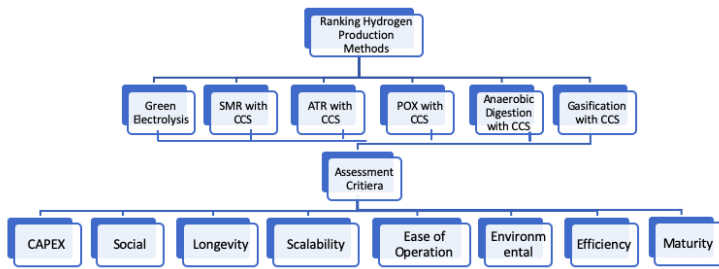 Ranking Hydrogen
Production
Methods
Green
Electrolysis
SMR with
CCS
ATR with
CCS
POX with
CCS
Anaerobic
Digestion
with CCS
Gasification
with CCS
Assessment
Critiera
CAPEX
Social
Longevity
Scalability
Ease of
Operation
Environm
ental
Efficiency
Maturity